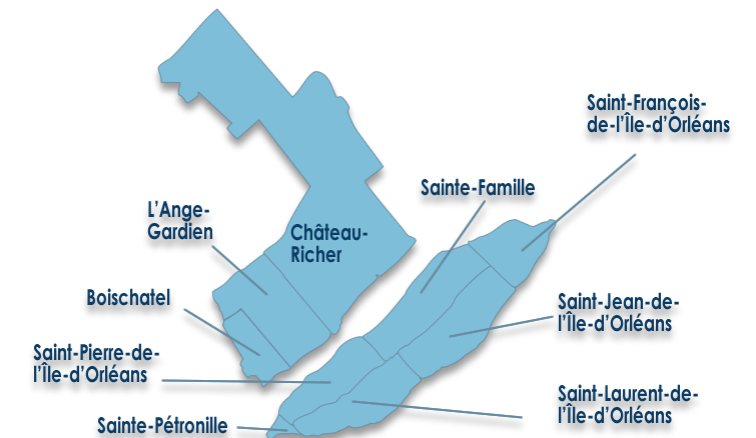 Saint-François-
de-l'Île-d'Orléans
Sainte-Famille
L'Ange-
Gardien
Château-
Richer
Boischatel
Saint-Jean-de-
l'Île-d'Orléans
Saint-Pierre-de-
l'Île-d'Orléans
Saint-Laurent-de-
l'Île-d'Orléans
Sainte-Pétronille